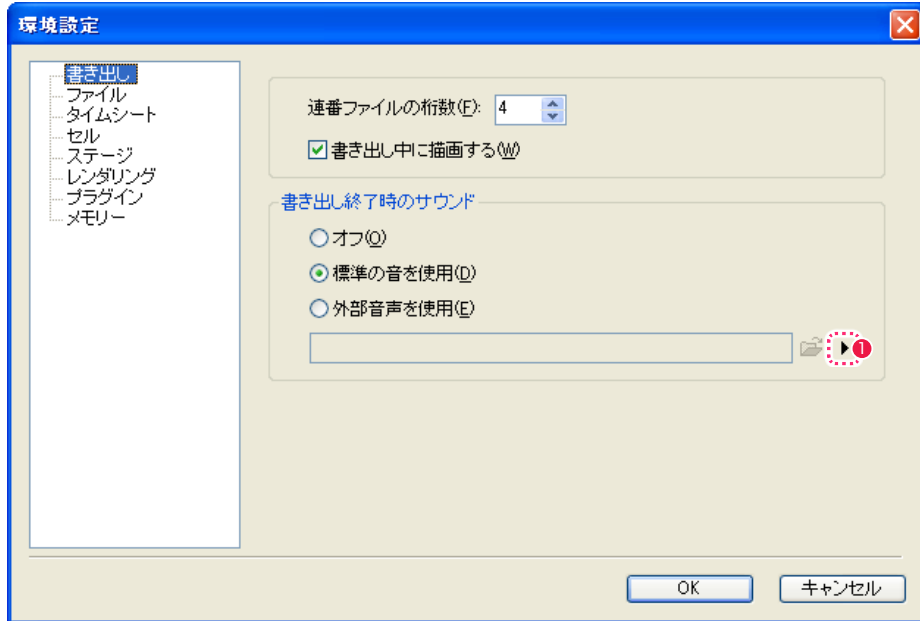 環境設定
書き出し
ファイル
タイムシート
セル
ステージ
レンダリング
プラグイン
メモリー
連番ファイルの桁数(F): 4
書き出し中に描画する(W)
書き出し終了時のサウンド
オフ(O)
標準の音を使用(D)
外部音声を使用(E)
1
OK
キャンセル